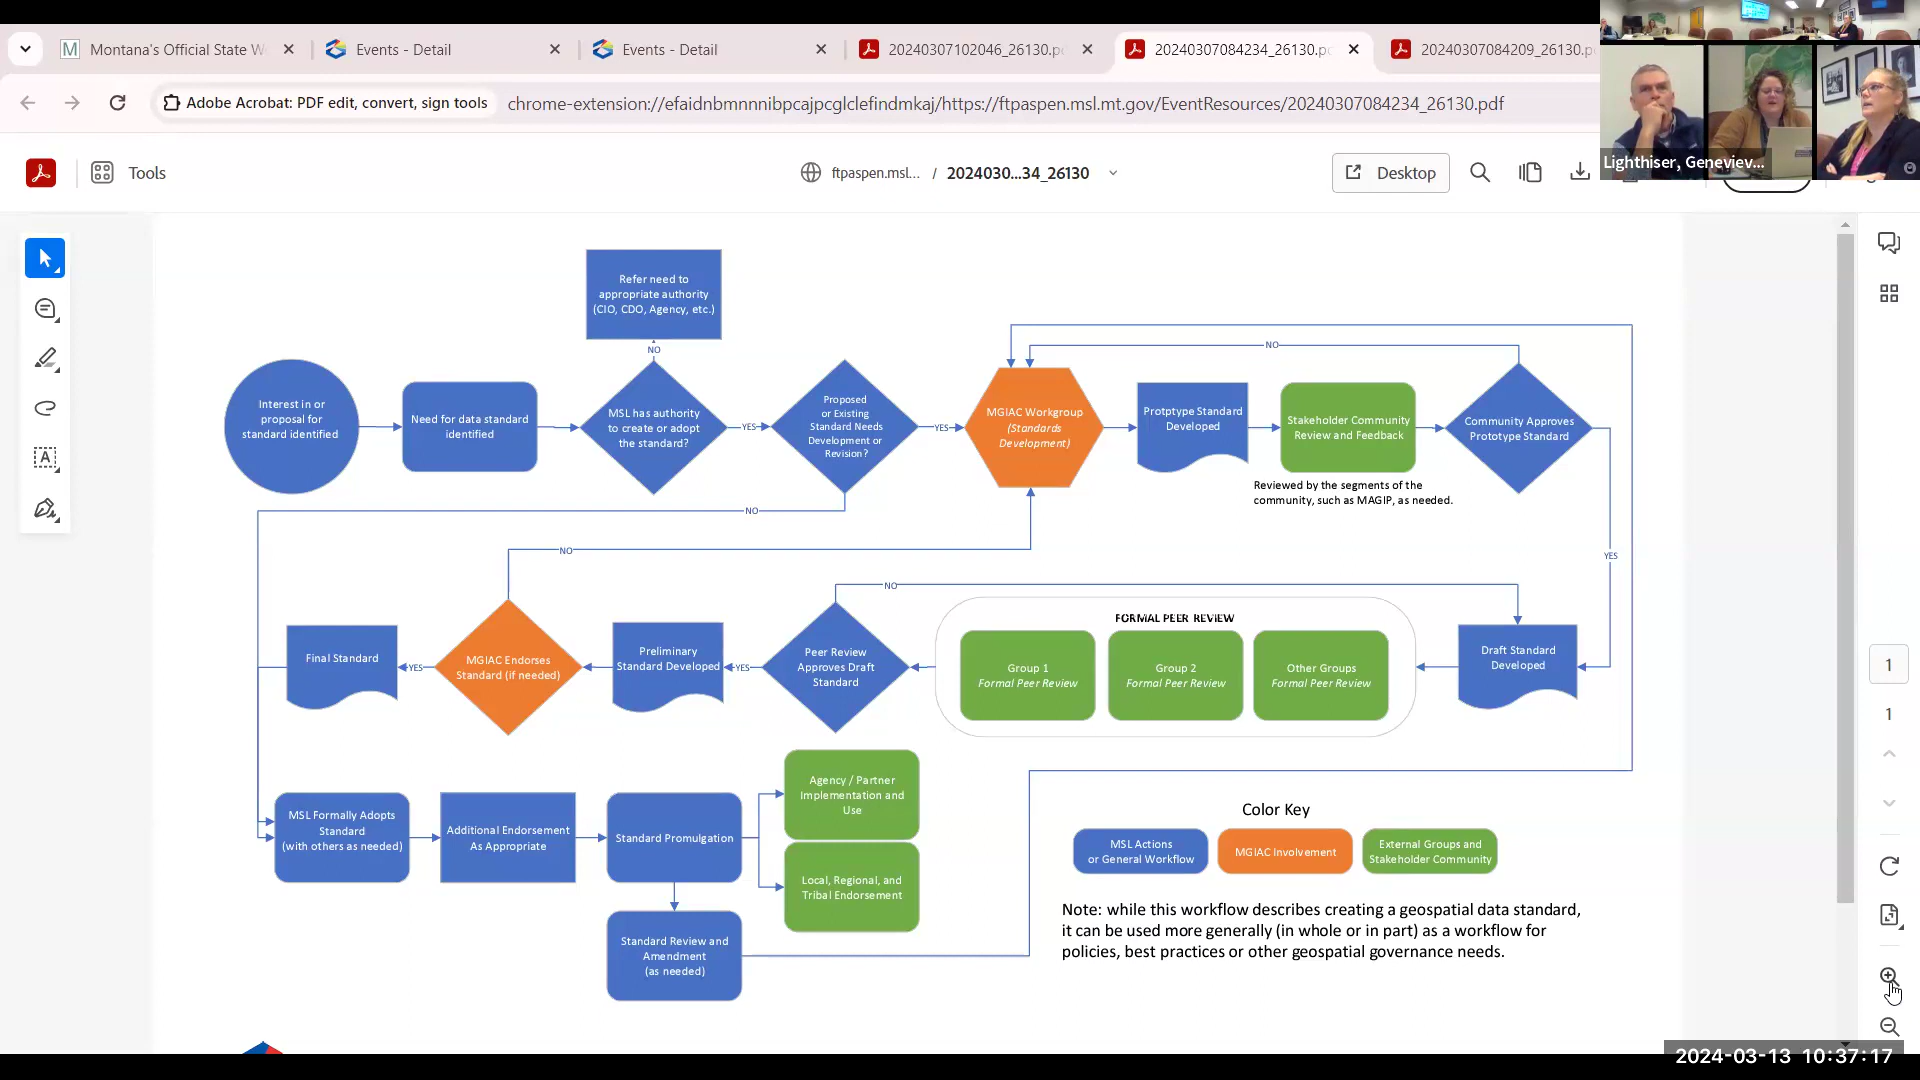 Montana's Official State W
Events - Detail
Events - Detail
20240307102046_26130.p
20240307084234_26130.p
20240307084209_26130.p
Adobe Acrobat: PDF edit, convert, sign tools
chrome-extension://efaidnbmnnnibpcajpcglclefindmkaj/https://ftpaspen.msl.mt.gov/EventResources/20240307084234_26130.pdf
Lighthiser, Geneviev...
Tools
ftpaspen.msl... / 2024030...34_26130
Desktop
Refer need to
appropriate authority
(CIO, CDO, Agency, etc.)
NO
NO
Interest in or
proposal for
standard identified
Need for data standard
identified
MSL has authority
to create or adopt
the standard?
YES
Proposed
or Existing
Standard Needs
Development or
Revision?
YES
MGIAC Workgroup
(Standards
Development)
Protptype Standard
Developed
Stakeholder Community
Review and Feedback
Community Approves
Prototype Standard
Reviewed by the segments of the
community, such as MAGIP, as needed.
NO
NO
YES
NO
FORMAL PEER REVIEW
Final Standard
YES
MGIAC Endorses
Standard (if needed)
Preliminary
Standard Developed
YES
Peer Review
Approves Draft
Standard
Group 1
Formal Peer Review
Group 2
Formal Peer Review
Other Groups
Formal Peer Review
Draft Standard
Developed
1
1
MSL Formally Adopts
Standard
(with others as needed)
Additional Endorsement
As Appropriate
Standard Promulgation
Agency / Partner
Implementation and
Use
Local, Regional, and
Tribal Endorsement
Standard Review and
Amendment
(as needed)
Color Key
MSL Actions
or General Workflow
MGIAC Involvement
External Groups and
Stakeholder Community
Note: while this workflow describes creating a geospatial data standard,
it can be used more generally (in whole or in part) as a workflow for
policies, best practices or other geospatial governance needs.
2024-03-13 10:37:17